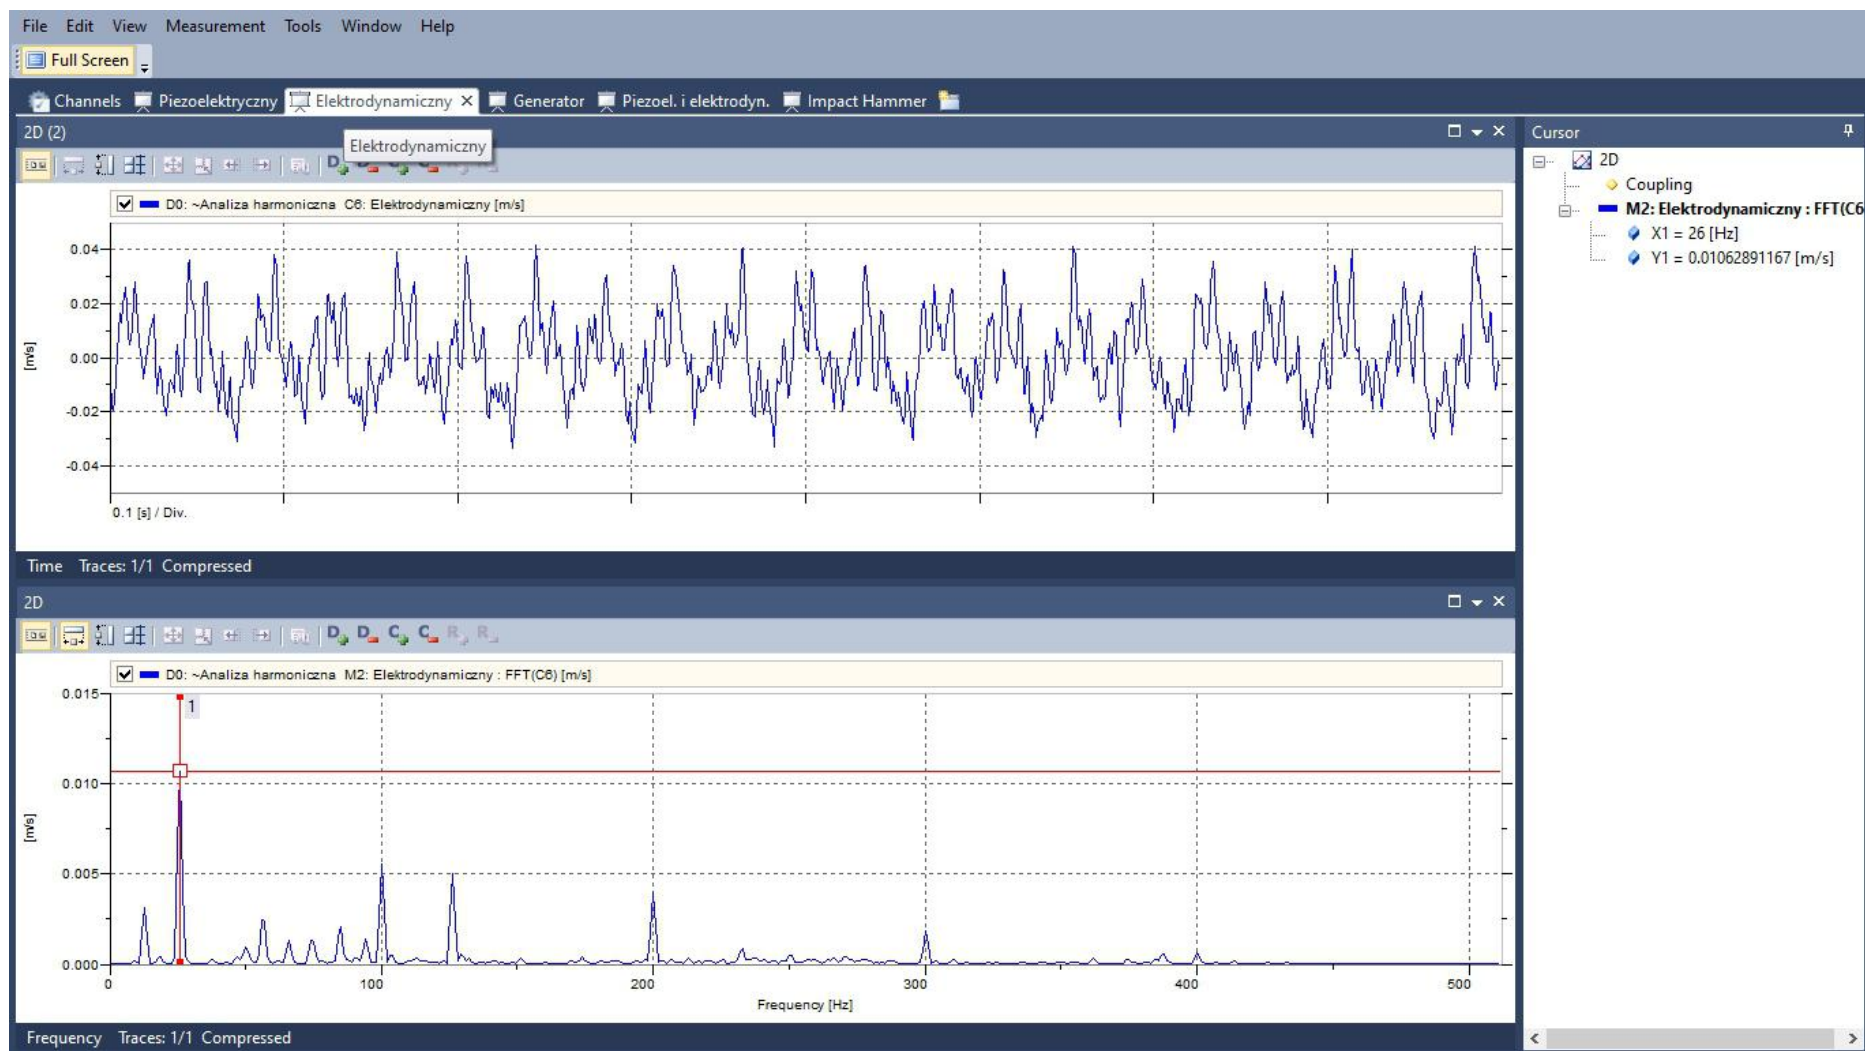 File Edit View Measurement Tools Window Help
Full Screen
Channels Piezoelektryczny Elektrodynamiczny Generator Piezoel. i elektrodyn. Impact Hammer
2D (2)
Elektrodynamiczny
D0: ~Analiza harmoniczna C6: Elektrodynamiczny [m/s]
0.04
0.02
0.00
-0.02
-0.04
[m/s]
0.1 [s] / Div.
Time Traces: 1/1 Compressed
2D
D0: ~Analiza harmoniczna M2: Elektrodynamiczny : FFT(C6) [m/s]
1
0.015
0.010
0.005
0.000
[m/s]
0 100 200 300 400 500
Frequency [Hz]
Frequency Traces: 1/1 Compressed
Cursor
2D
Coupling
M2: Elektrodynamiczny : FFT(C6
X1 = 26 [Hz]
Y1 = 0.01062891167 [m/s]